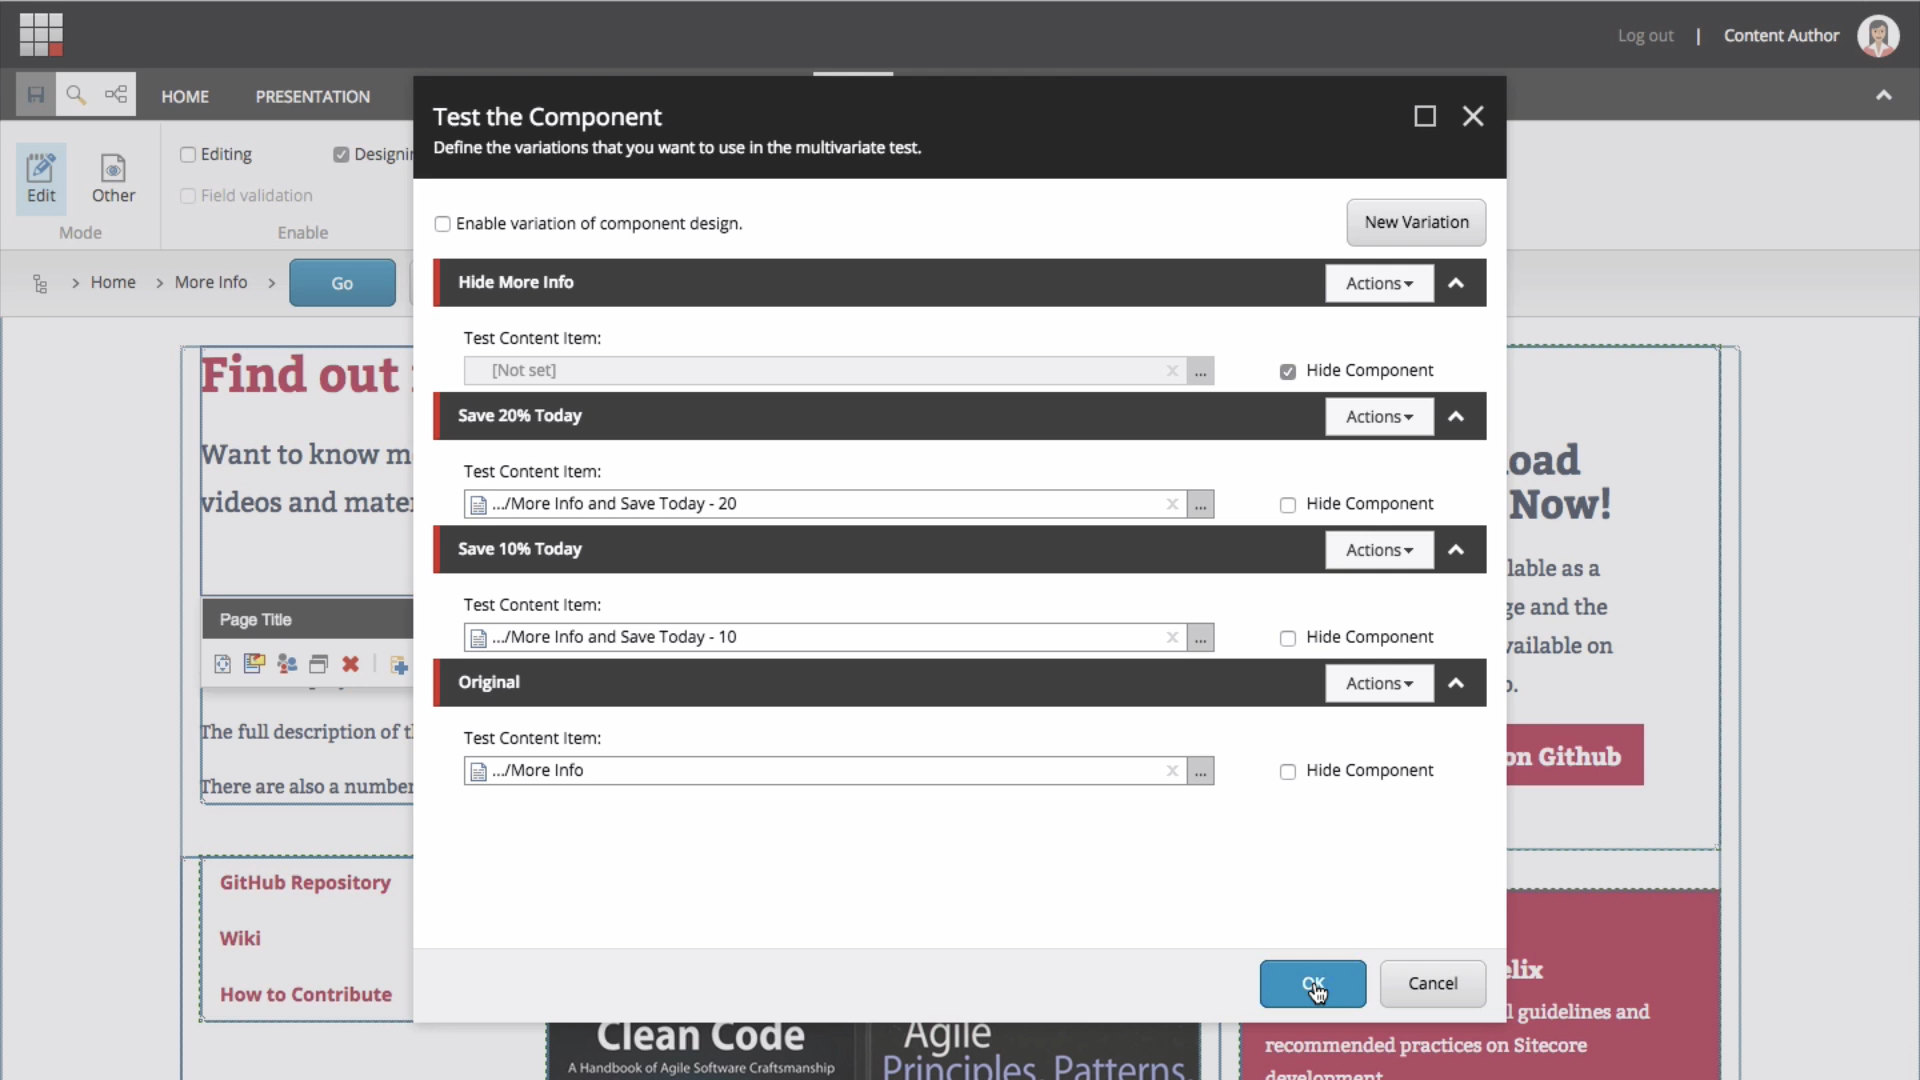 Log out | Content Author
HOME PRESENTATION
Edit
Other
Mode
Editing
Field validation
Enable
Home
More Info
Go
Test the Component
Define the variations that you want to use in the multivariate test.
Enable variation of component design.
New Variation
Hide More Info
Actions
Test Content Item:
[Not set]
...
Hide Component
Save 20% Today
Actions
Test Content Item:
.../More Info and Save Today - 20
...
Hide Component
Save 10% Today
Actions
Test Content Item:
.../More Info and Save Today - 10
...
Hide Component
Original
Actions
Test Content Item:
.../More Info
...
Hide Component
OK
Cancel
Find out
Want to know
videos and
Page Title
The full description of
There are also a number
GitHub Repository
Wiki
How to Contribute
Now!
lable as a
and the
on
on Github
guidelines and
recommended practices on Sitecore
development
Clean Code
A Handbook of Agile Software Craftsmanship
Agile
Principles, Patterns,